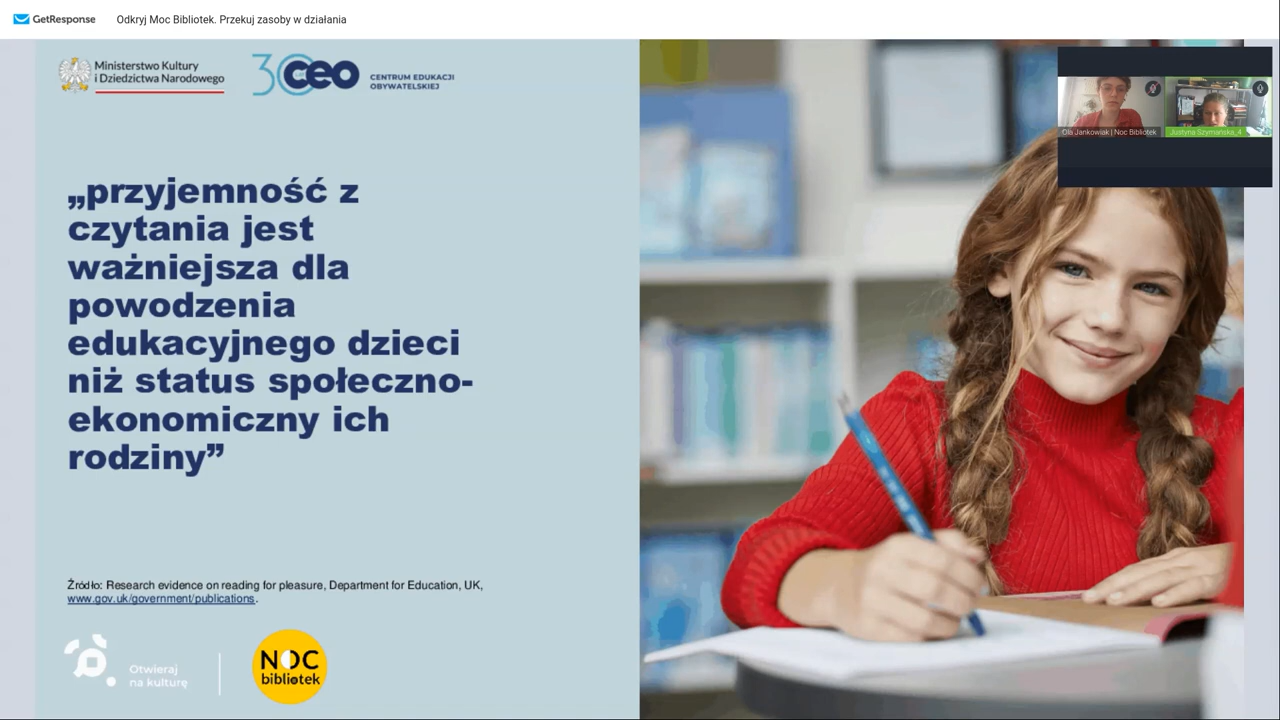 GetResponse
Odkryj Moc Bibliotek. Przekuj zasoby w działania
Ministerstwo Kultury
i Dziedzictwa Narodowego
30 ceo
CENTRUM EDUKACJI
OBYWATELSKIEJ
Ola Jankowiak | Noc Bibliotek
Justyna Szymańska_4
„przyjemność z
czytania jest
ważniejsza dla
powodzenia
edukacyjnego dzieci
niż status społeczno-
ekonomiczny ich
rodziny”
Źródło: Research evidence on reading for pleasure, Department for Education, UK,
www.gov.uk/government/publications.
Otwieraj
na kulturę
NOC
bibliotek